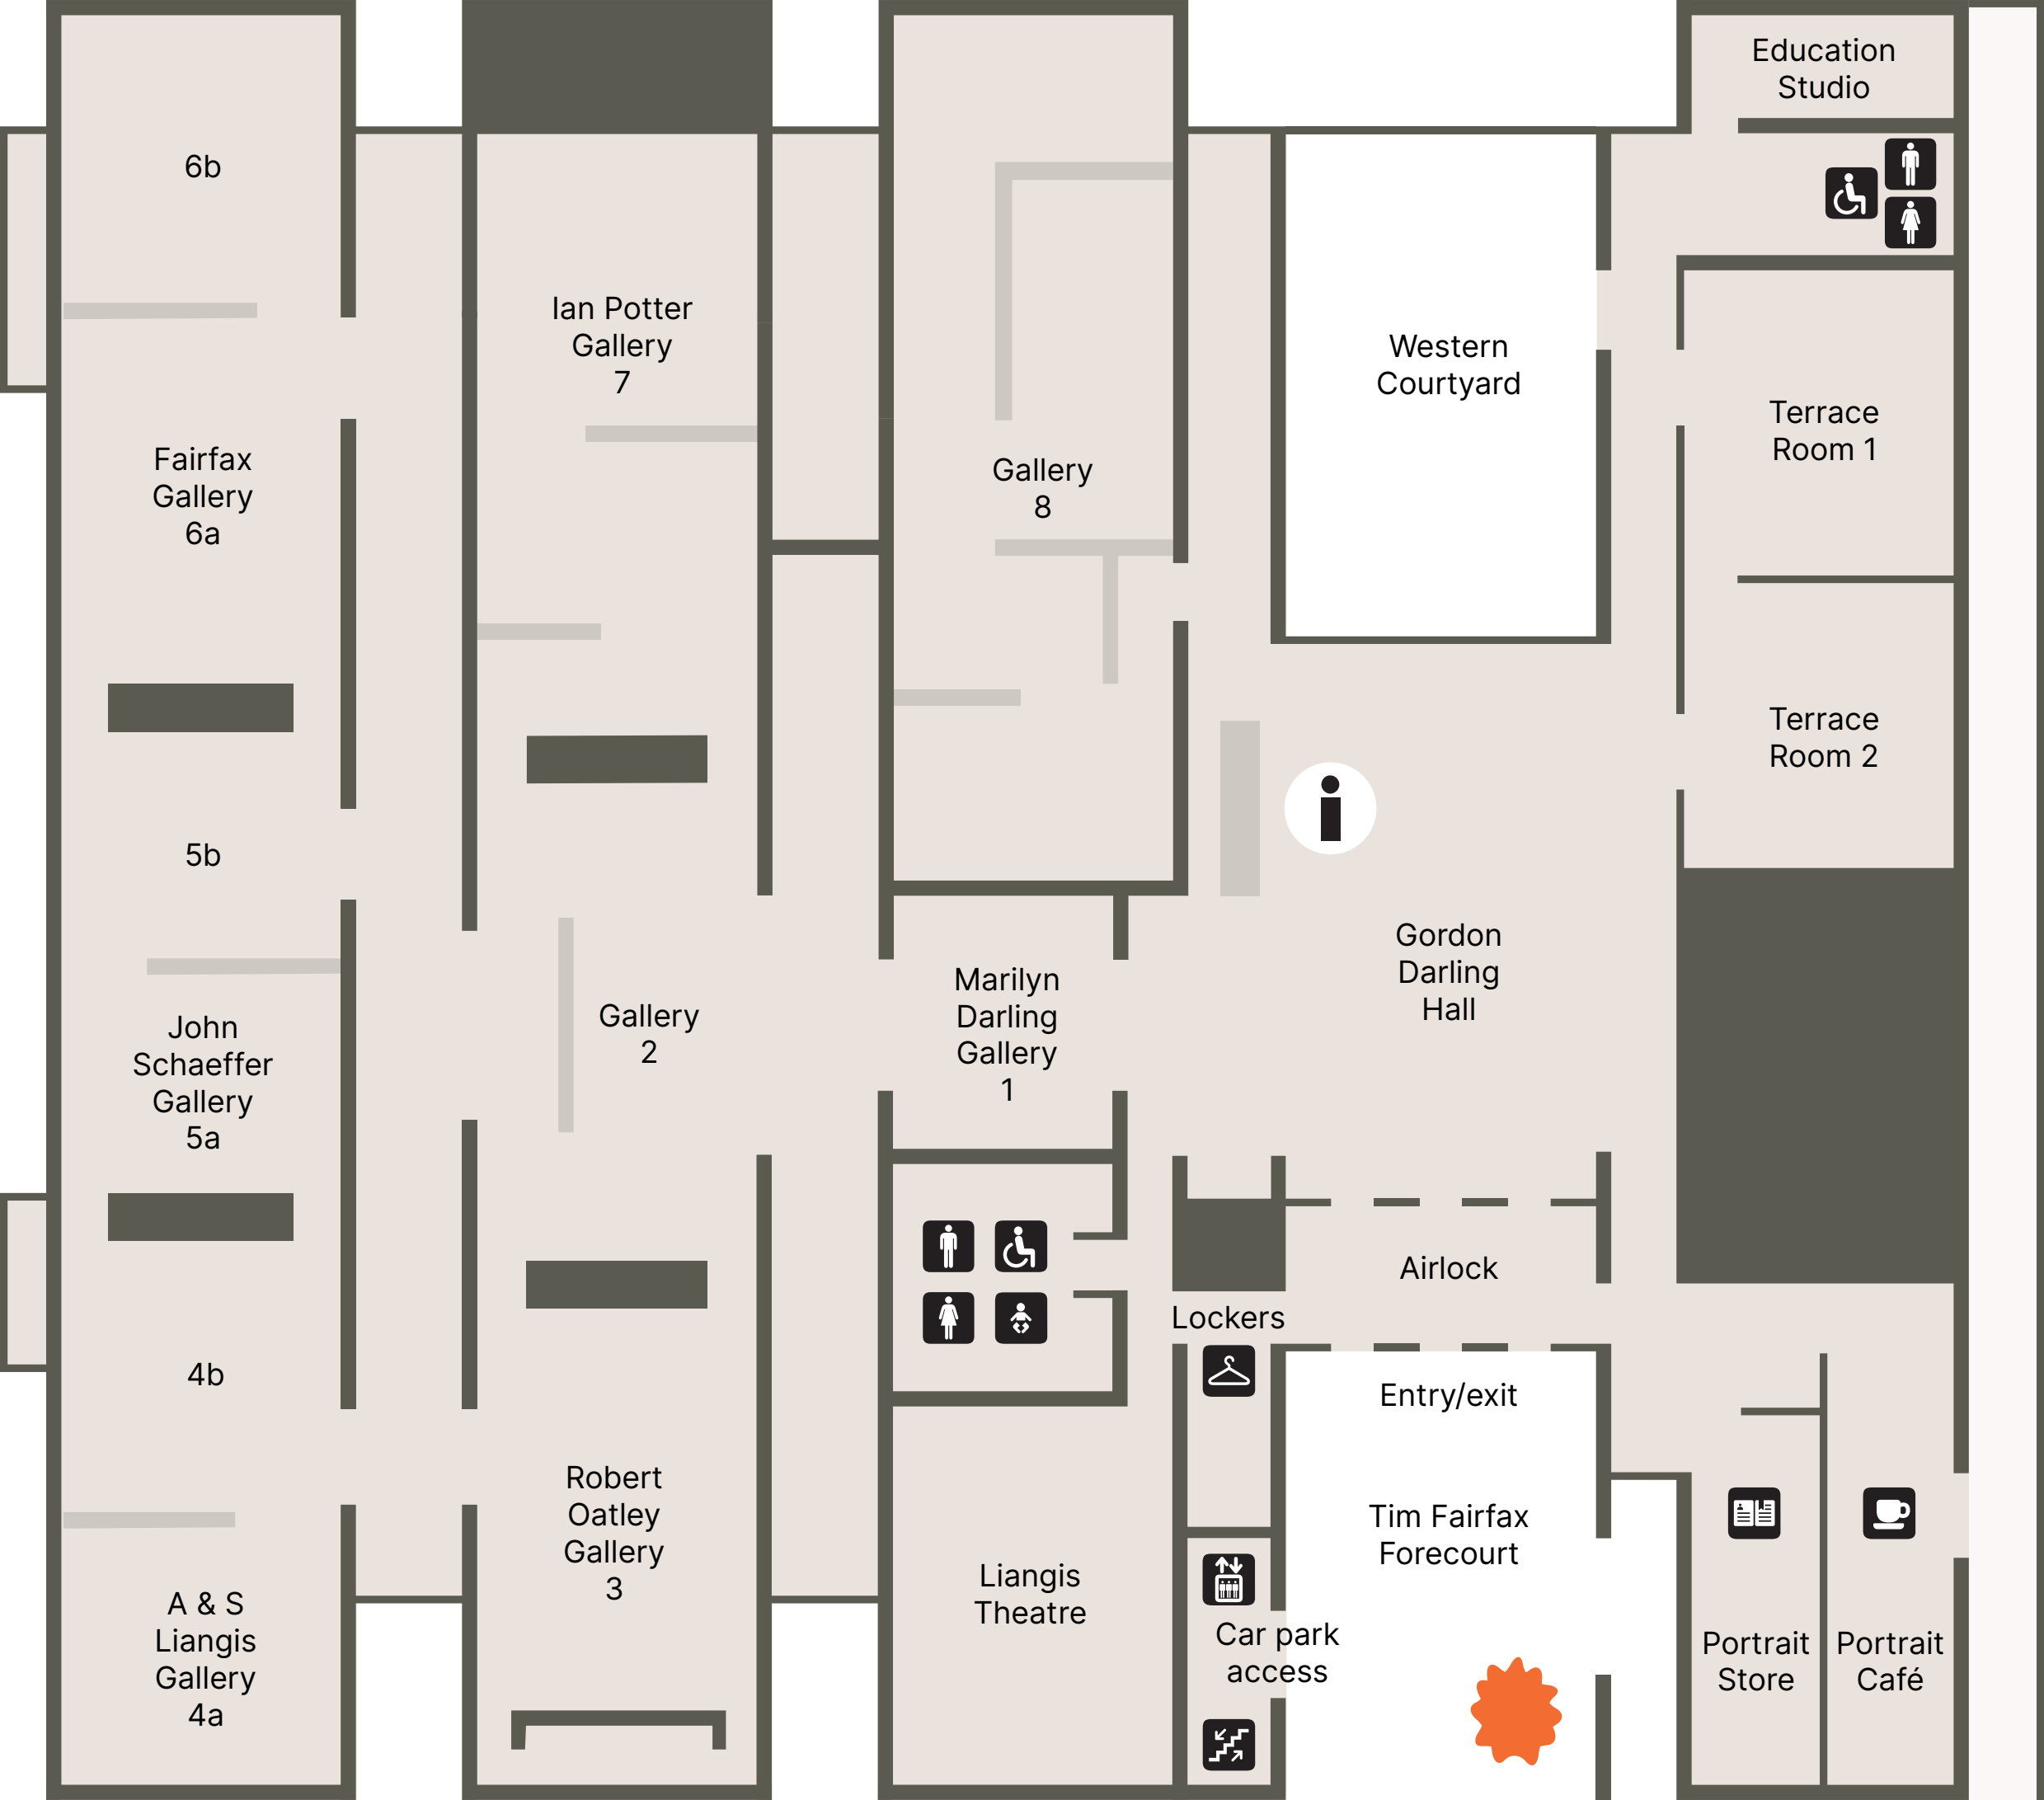 Education
Studio
6b
Ian Potter
Gallery
7
Western
Courtyard
Terrace
Room 1
Fairfax
Gallery
6a
Gallery
8
Terrace
Room 2
5b
Gordon
Darling
Hall
Marilyn
Darling
Gallery
1
Gallery
2
John
Schaeffer
Gallery
5a
Airlock
Lockers
4b
Entry/exit
Robert
Oatley
Gallery
3
Tim Fairfax
Forecourt
Liangis
Theatre
A & S
Liangis
Gallery
4a
Car park
access
Portrait
Store
Portrait
Café